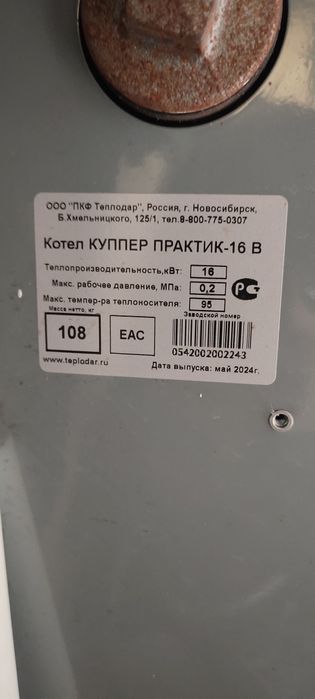 ООО "ПКФ Теплодар", Россия, г. Новосибирск,
Б.Хмельницкого, 125/1, тел.8-800-775-0307
Котел КУППЕР ПРАКТИК-16 В
Теплопроизводительность,кВт: 16
Макс. рабочее давление, МПа: 0,2
Макс. темпер-ра теплоносителя: 95
Масса нетто, кг
Заводской номер
108
EAC
0542002002243
www.teplodar.ru
Дата выпуска: май 2024г.